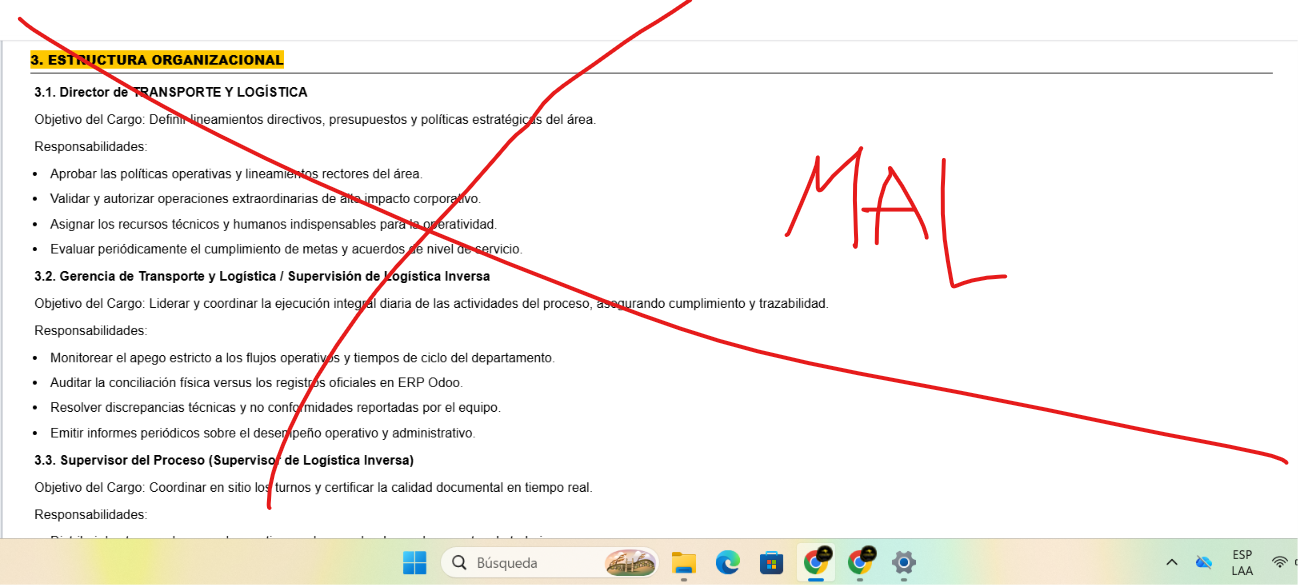 3. ESTRUCTURA ORGANIZACIONAL
3.1. Director de TRANSPORTE Y LOGÍSTICA
Objetivo del Cargo: Definir lineamientos directivos, presupuestos y políticas estratégicas del área.
Responsabilidades:
• Aprobar las políticas operativas y lineamientos rectores del área.
• Validar y autorizar operaciones extraordinarias de alto impacto corporativo.
• Asignar los recursos técnicos y humanos indispensables para la operatividad.
• Evaluar periódicamente el cumplimiento de metas y acuerdos de nivel de servicio.
MAL
3.2. Gerencia de Transporte y Logística / Supervisión de Logística Inversa
Objetivo del Cargo: Liderar y coordinar la ejecución integral diaria de las actividades del proceso, asegurando cumplimiento y trazabilidad.
Responsabilidades:
• Monitorear el apego estricto a los flujos operativos y tiempos de ciclo del departamento.
• Auditar la conciliación física versus los registros oficiales en ERP Odoo.
• Resolver discrepancias técnicas y no conformidades reportadas por el equipo.
• Emitir informes periódicos sobre el desempeño operativo y administrativo.
3.3. Supervisor del Proceso (Supervisor de Logística Inversa)
Objetivo del Cargo: Coordinar en sitio los turnos y certificar la calidad documental en tiempo real.
Responsabilidades:
Búsqueda
ESP
LAA